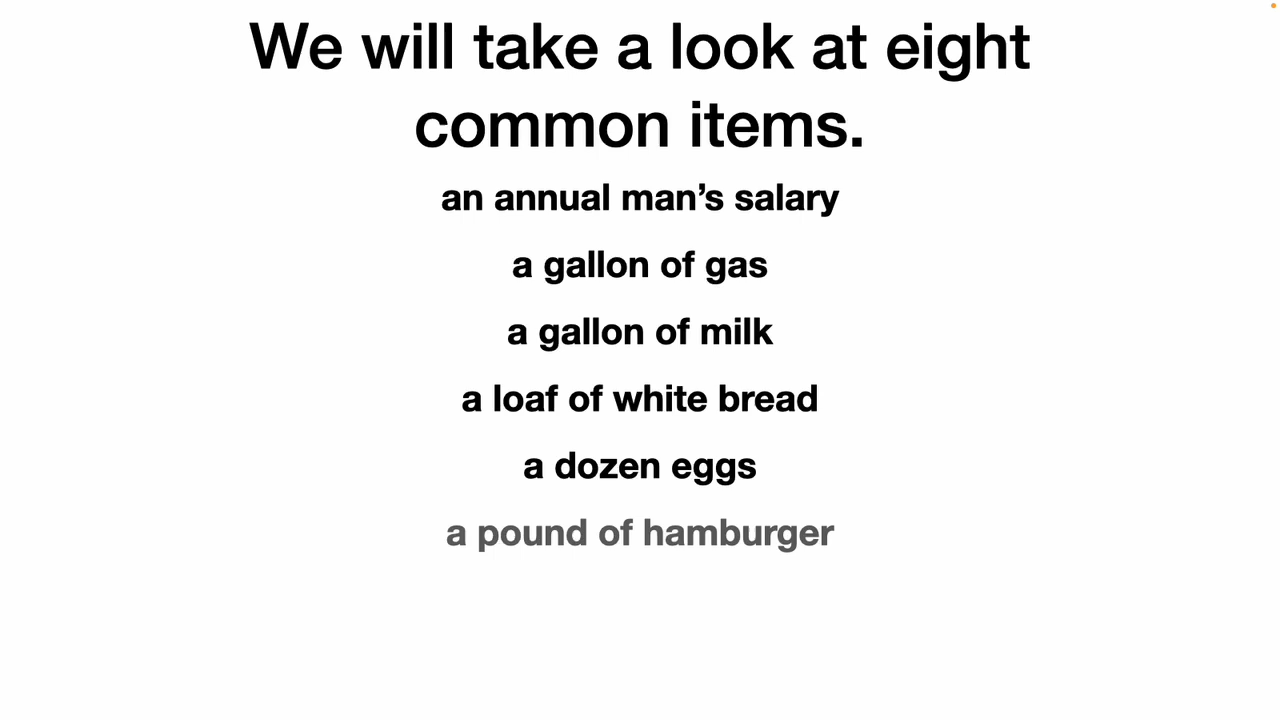 We will take a look at eight
common items.
an annual man’s salary
a gallon of gas
a gallon of milk
a loaf of white bread
a dozen eggs
a pound of hamburger